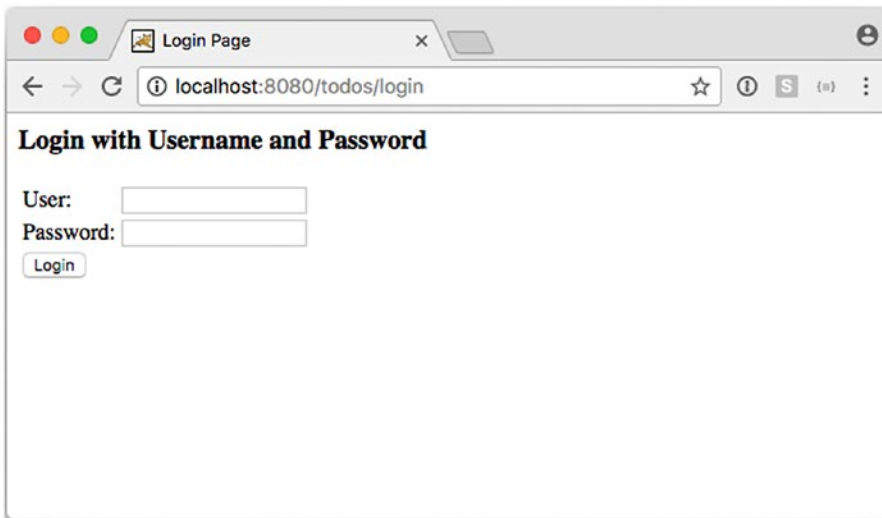 Login Page
localhost:8080/todos/login
S
Login with Username and Password
User:
Password:
Login